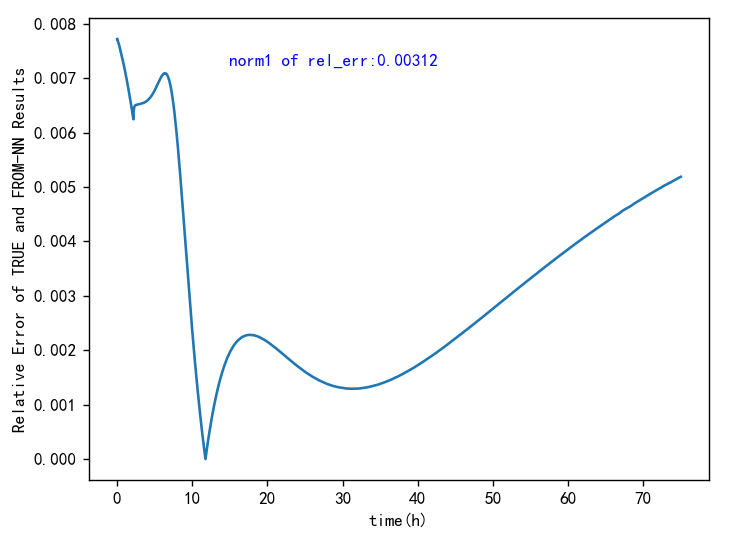 0.008
norm1 of rel_err:0.00312
0.007
0.006
0.005
0.004
0.003
0.002
0.001
0.000
Relative Error of TRUE and FROM-NN Results
0 10 20 30 40 50 60 70
time(h)